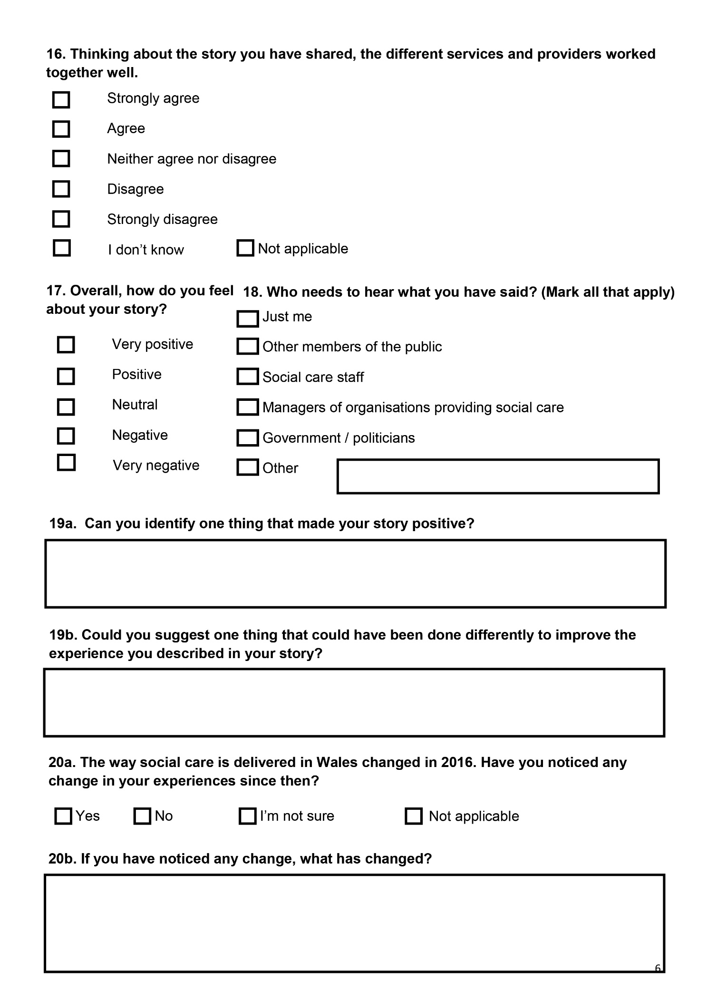 16. Thinking about the story you have shared, the different services and providers worked
together well.
Strongly agree
Agree
Neither agree nor disagree
Disagree
Strongly disagree
I don’t know
Not applicable
17. Overall, how do you feel
about your story?
Very positive
Positive
Neutral
Negative
Very negative
18. Who needs to hear what you have said? (Mark all that apply)
Just me
Other members of the public
Social care staff
Managers of organisations providing social care
Government / politicians
Other
19a.  Can you identify one thing that made your story positive?
19b. Could you suggest one thing that could have been done differently to improve the
experience you described in your story?
20a. The way social care is delivered in Wales changed in 2016. Have you noticed any
change in your experiences since then?
Yes No I’m not sure Not applicable
20b. If you have noticed any change, what has changed?
6